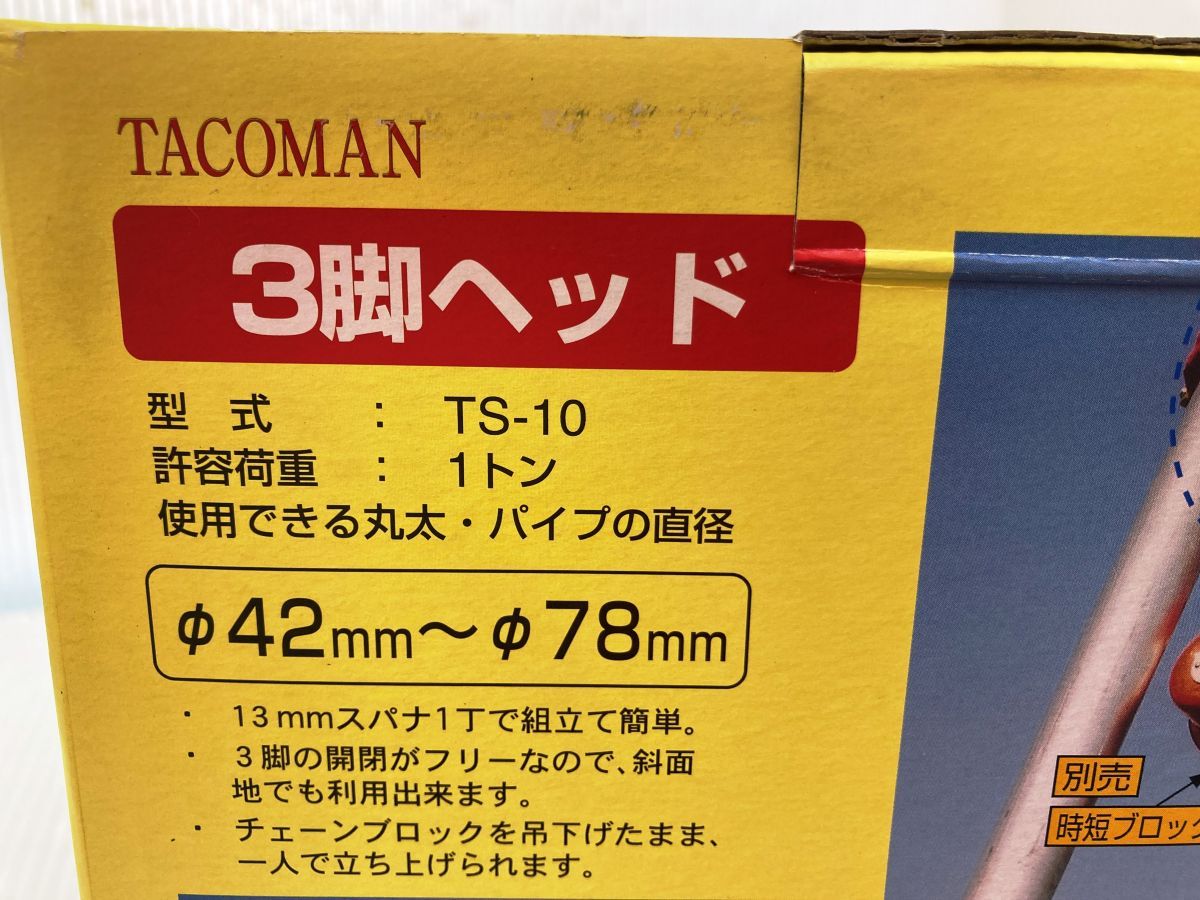 TACOMAN
3脚ヘッド
型 式 : TS-10
許容荷重 : 1トン
使用できる丸太・パイプの直径
φ42mm～φ78mm
・ 13mmスパナ1丁で組立て簡単。
・ 3脚の開閉がフリーなので、斜面
地でも利用出来ます。
・ チェーンブロックを吊下げたまま、
一人で立ち上げられます。
別売
時短ブロック